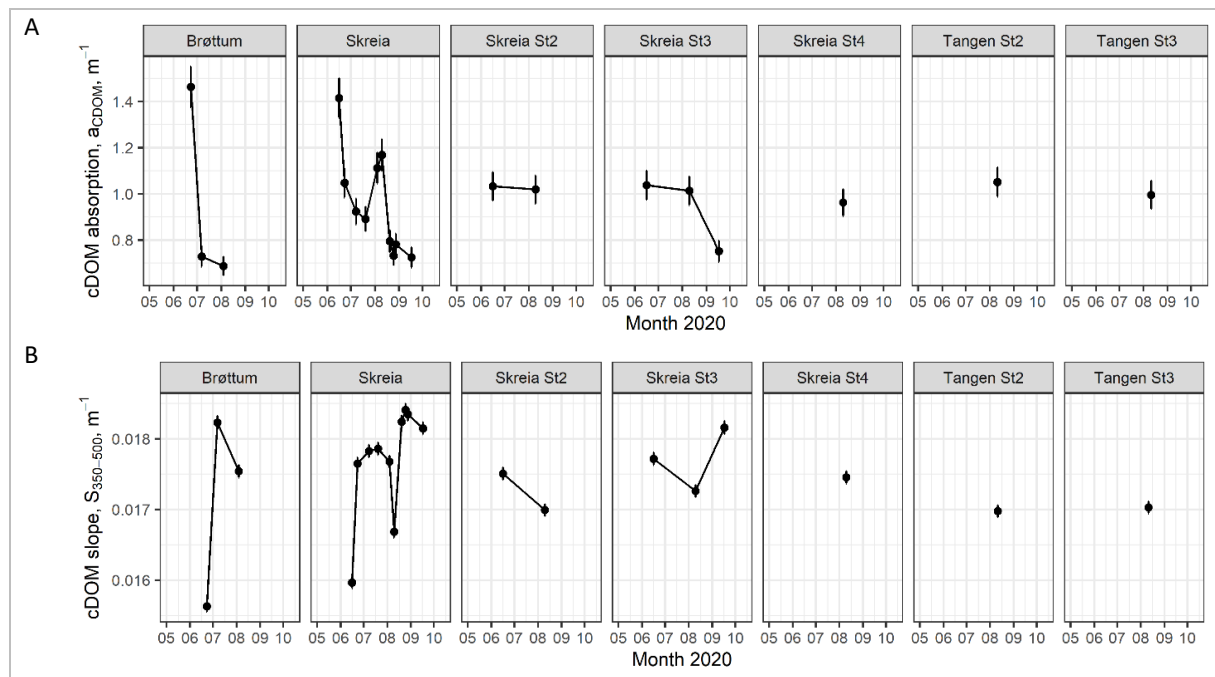 A
Brøttum Skreia Skreia St2 Skreia St3 Skreia St4 Tangen St2 Tangen St3
cDOM absorption, aCDOM, m−1
1.4
1.2
1.0
0.8
05 06 07 08 09 10 05 06 07 08 09 10 05 06 07 08 09 10 05 06 07 08 09 10 05 06 07 08 09 10 05 06 07 08 09 10 05 06 07 08 09 10
Month 2020
B
Brøttum Skreia Skreia St2 Skreia St3 Skreia St4 Tangen St2 Tangen St3
cDOM slope, S350−500, m−1
0.018
0.017
0.016
05 06 07 08 09 10 05 06 07 08 09 10 05 06 07 08 09 10 05 06 07 08 09 10 05 06 07 08 09 10 05 06 07 08 09 10 05 06 07 08 09 10
Month 2020